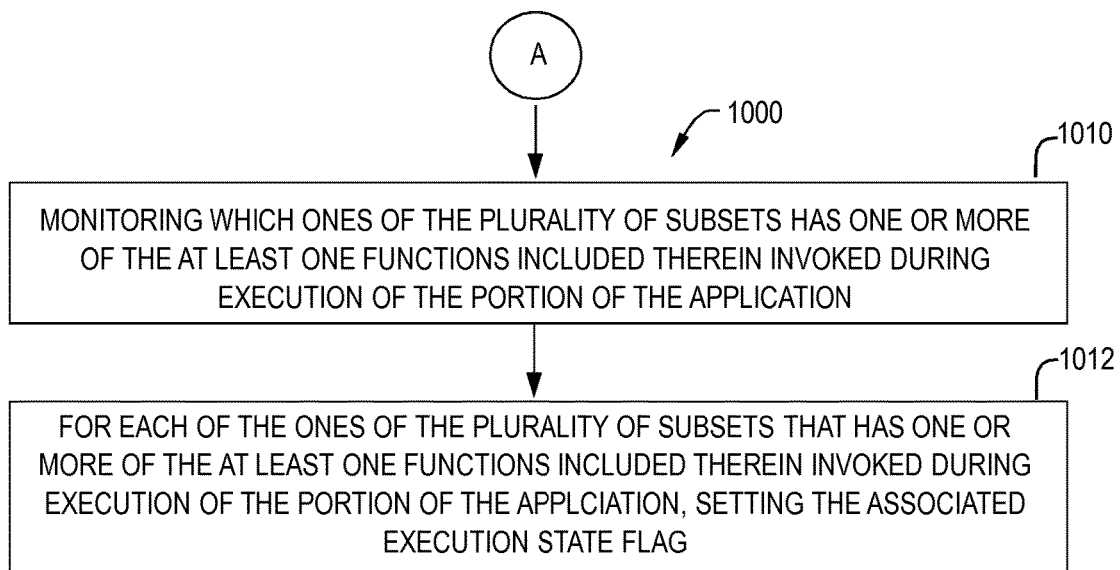 A
1000
1010
MONITORING WHICH ONES OF THE PLURALITY OF SUBSETS HAS ONE OR MORE
OF THE AT LEAST ONE FUNCTIONS INCLUDED THEREIN INVOKED DURING
EXECUTION OF THE PORTION OF THE APPLICATION
1012
FOR EACH OF THE ONES OF THE PLURALITY OF SUBSETS THAT HAS ONE OR
MORE OF THE AT LEAST ONE FUNCTIONS INCLUDED THEREIN INVOKED DURING
EXECUTION OF THE PORTION OF THE APPLCIATION, SETTING THE ASSOCIATED
EXECUTION STATE FLAG